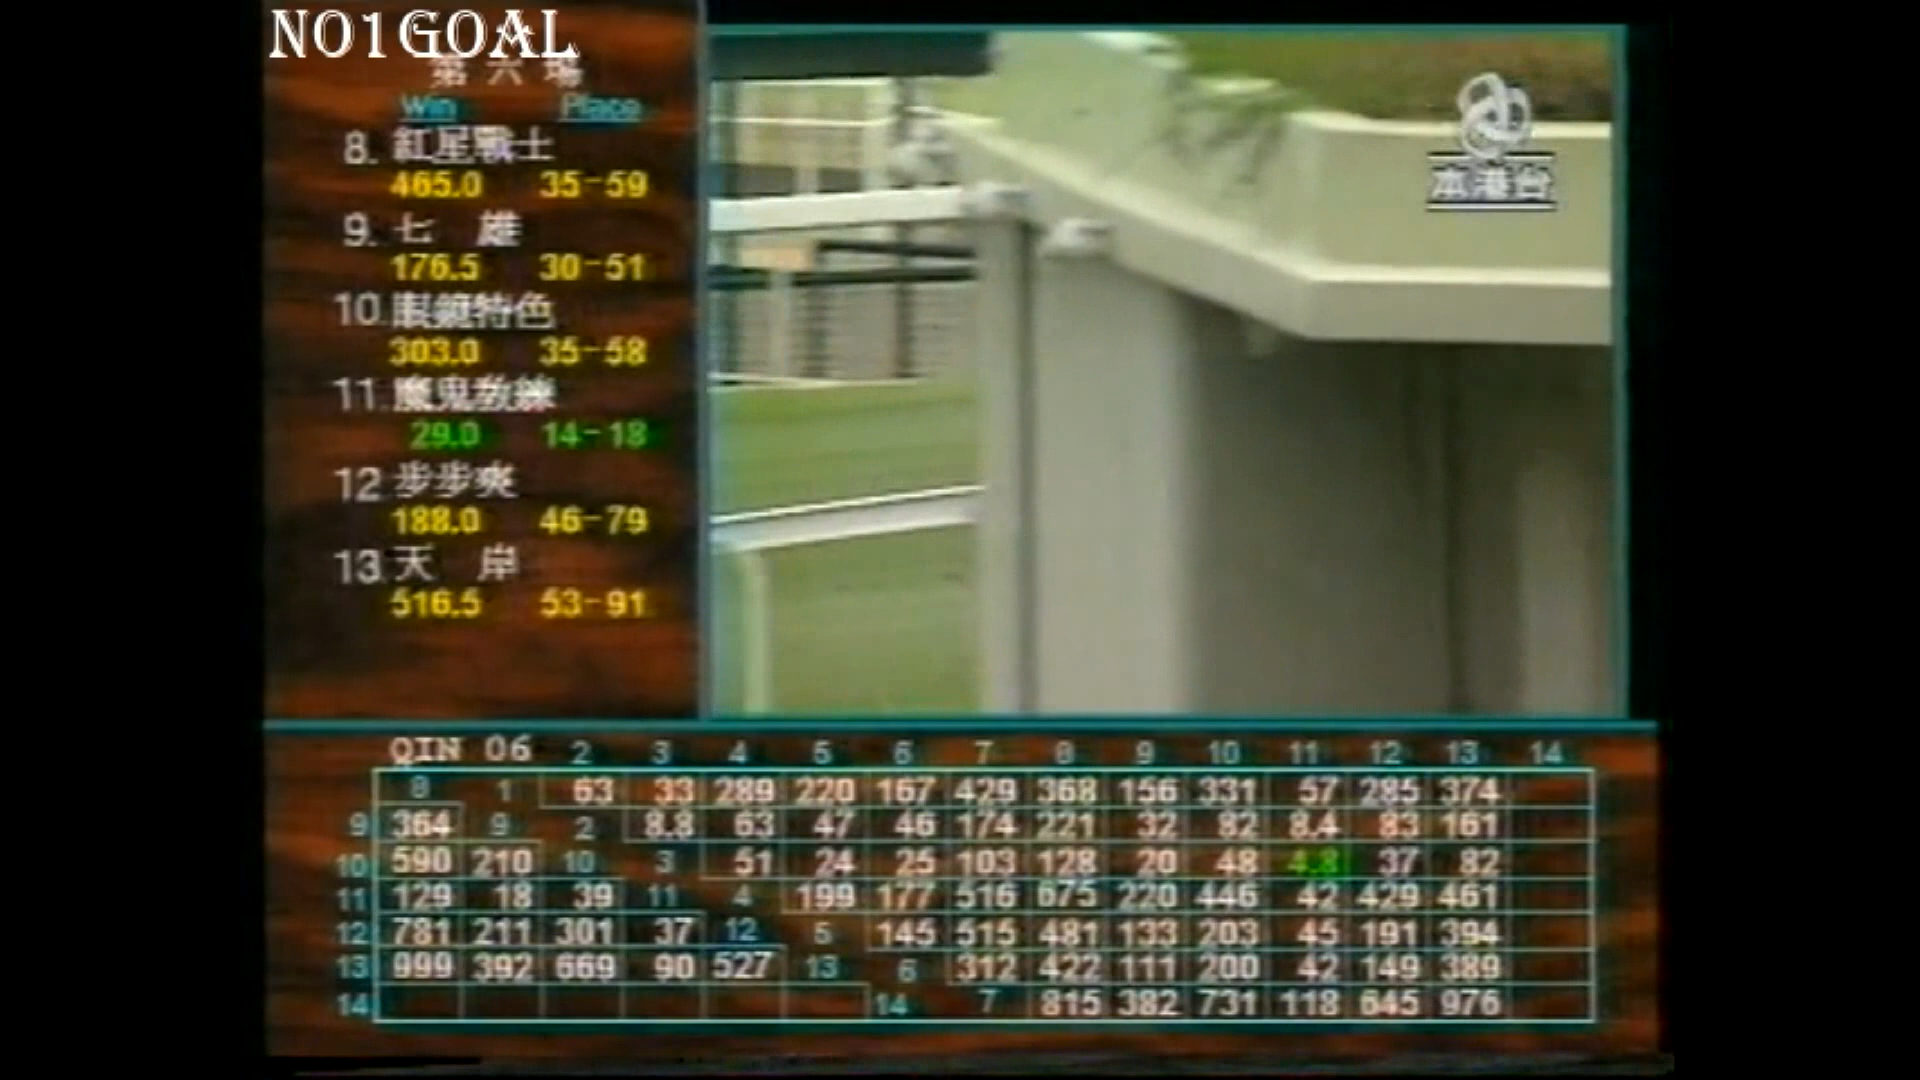 NO1GOAL
第六場
Win Place
8. 紅星戰士
465.0 35-59
9. 七 雄
176.5 30-51
10. 眼鏡特色
303.0 35-58
11. 魔鬼教練
29.0 14-18
12 步步爽
188.0 46-79
13 天 岸
516.5 53-91
本港台
QIN 06 2 3 4 5 6 7 8 9 10 11 12 13 14
8 1 63 33 289 220 167 429 368 156 331 57 285 374
9 364 9 2 8.8 63 47 46 174 221 32 82 8.4 83 161
10 590 210 10 3 51 24 25 103 128 20 48 4.8 37 82
11 129 18 39 11 4 199 177 516 675 220 446 42 429 461
12 781 211 301 37 12 5 145 515 481 133 203 45 191 394
13 999 392 669 90 527 13 6 312 422 111 200 42 149 389
14 14 7 815 382 731 118 645 976